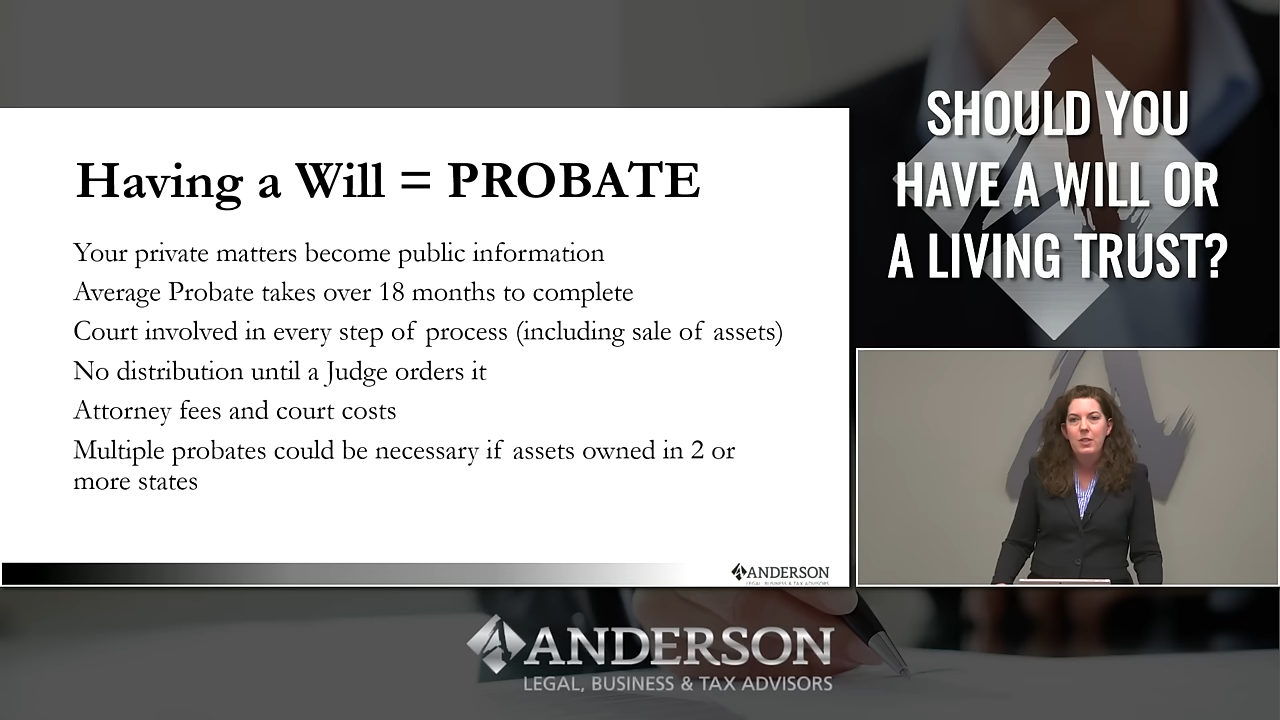 Having a Will = PROBATE
Your private matters become public information
Average Probate takes over 18 months to complete
Court involved in every step of process (including sale of assets)
No distribution until a Judge orders it
Attorney fees and court costs
Multiple probates could be necessary if assets owned in 2 or
more states
ANDERSON
LEGAL, BUSINESS & TAX ADVISORS
SHOULD YOU
HAVE A WILL OR
A LIVING TRUST?
ANDERSON
LEGAL, BUSINESS & TAX ADVISORS